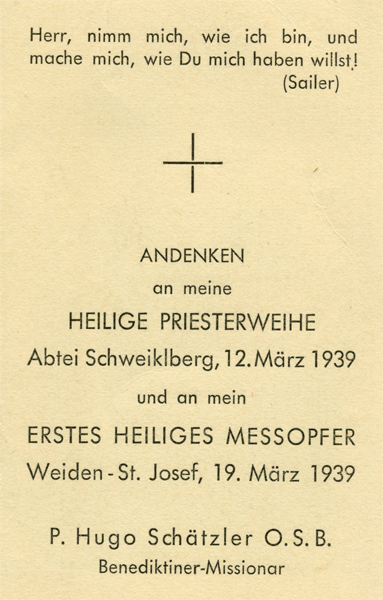 Herr, nimm mich, wie ich bin, und
mache mich, wie Du mich haben willst!
(Sailer)
ANDENKEN
an meine
HEILIGE PRIESTERWEIHE
Abtei Schweiklberg, 12. März 1939
und an mein
ERSTES HEILIGES MESSOPFER
Weiden - St. Josef, 19. März 1939
P. Hugo Schätzler O. S. B.
Benediktiner-Missionar